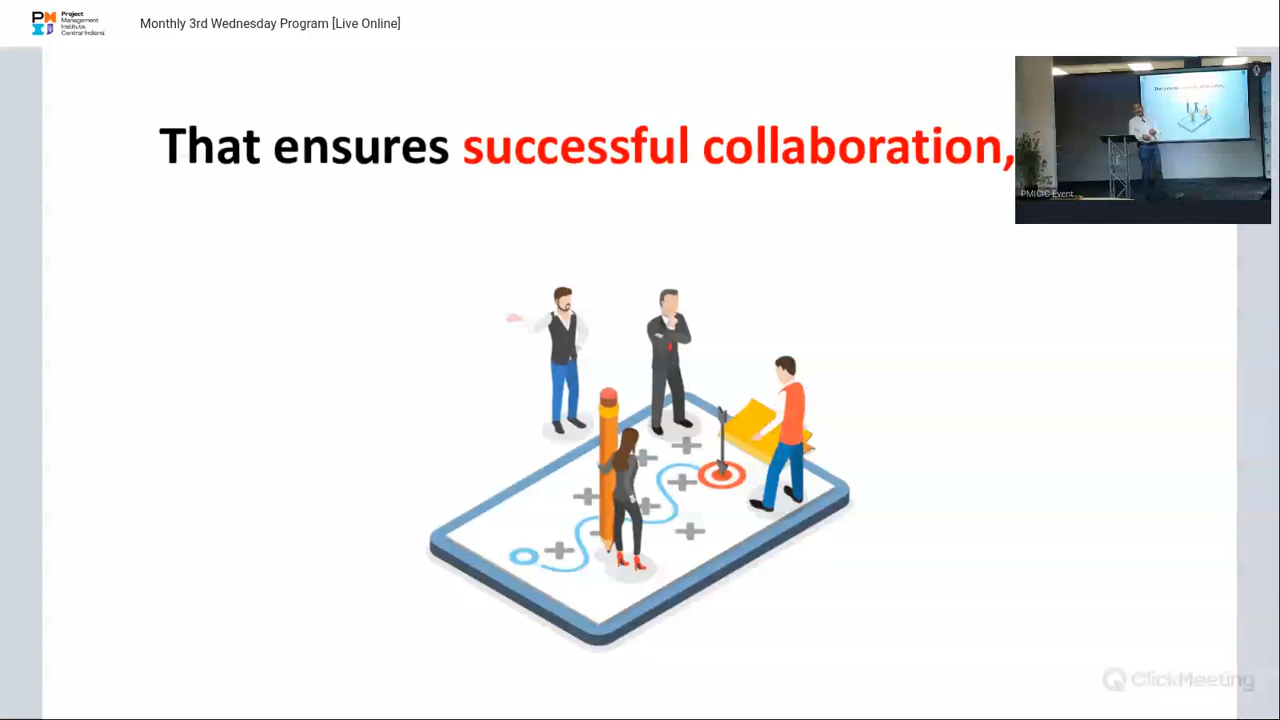 Project
Management
Institute.
Central Indiana
Monthly 3rd Wednesday Program [Live Online]
That ensures successful collaboration,
PMICIC Event
ClickMeeting